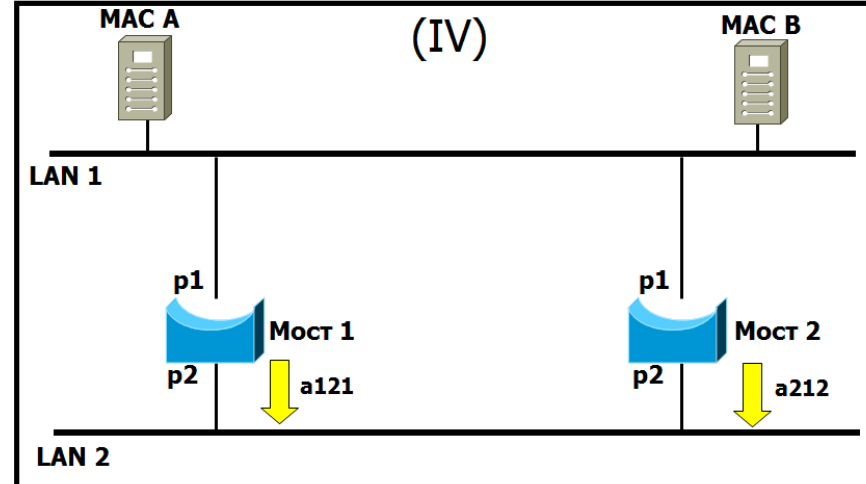 MAC A
(IV)
MAC B
LAN 1
p1
p1
Мост 1
Мост 2
p2
p2
a121
a212
LAN 2